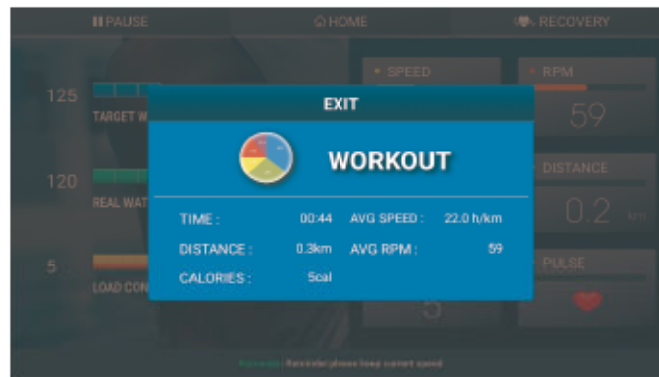 PAUSE
HOME
RECOVERY
125
TARGET W
120
REAL WAT
5
LOAD CON
SPEED
5
RPM
59
DISTANCE
0.2 km
PULSE
EXIT
WORKOUT
TIME : 00:44 AVG SPEED : 22.0 h/km
DISTANCE : 0.3km AVG RPM : 59
CALORIES : 5cal